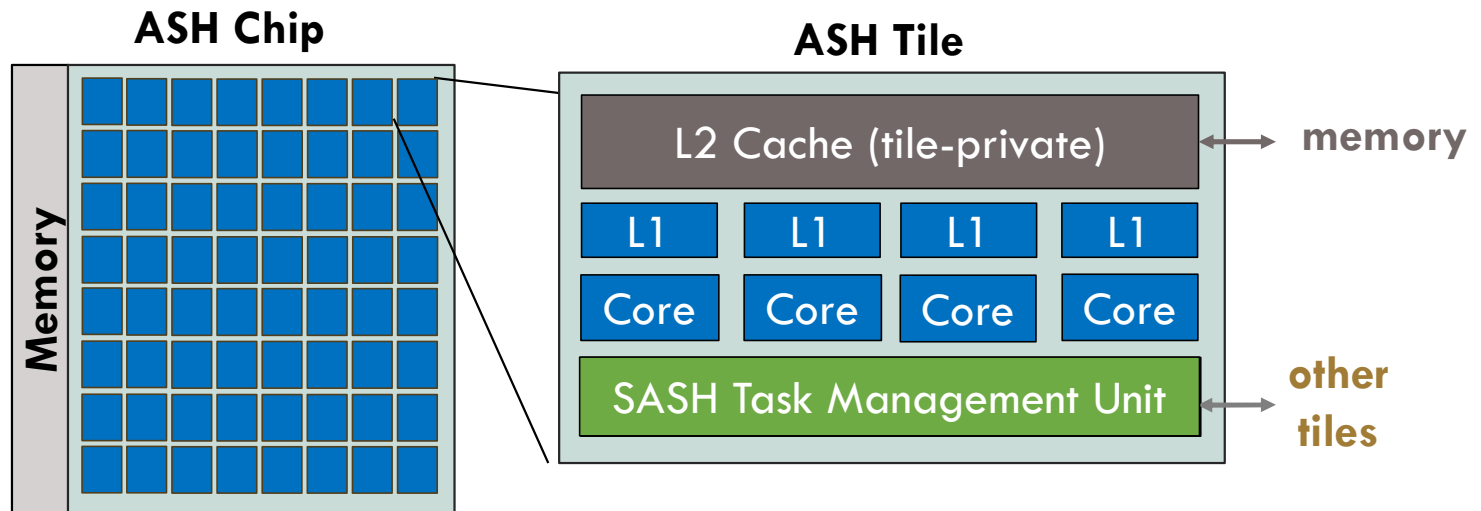 ASH Chip
Memory
ASH Tile
L2 Cache (tile-private)
memory
L1 L1 L1 L1
Core Core Core Core
SASH Task Management Unit
other
tiles